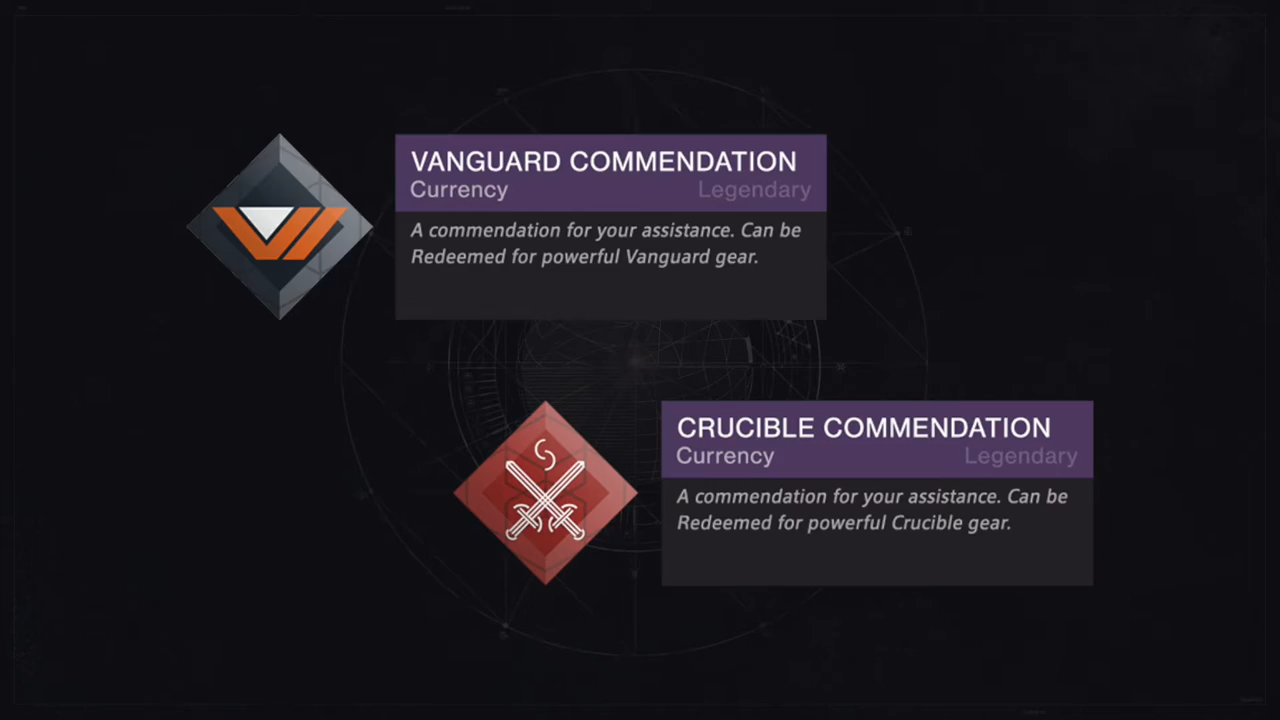 VANGUARD COMMENDATION
Currency Legendary
A commendation for your assistance. Can be
Redeemed for powerful Vanguard gear.
CRUCIBLE COMMENDATION
Currency Legendary
A commendation for your assistance. Can be
Redeemed for powerful Crucible gear.